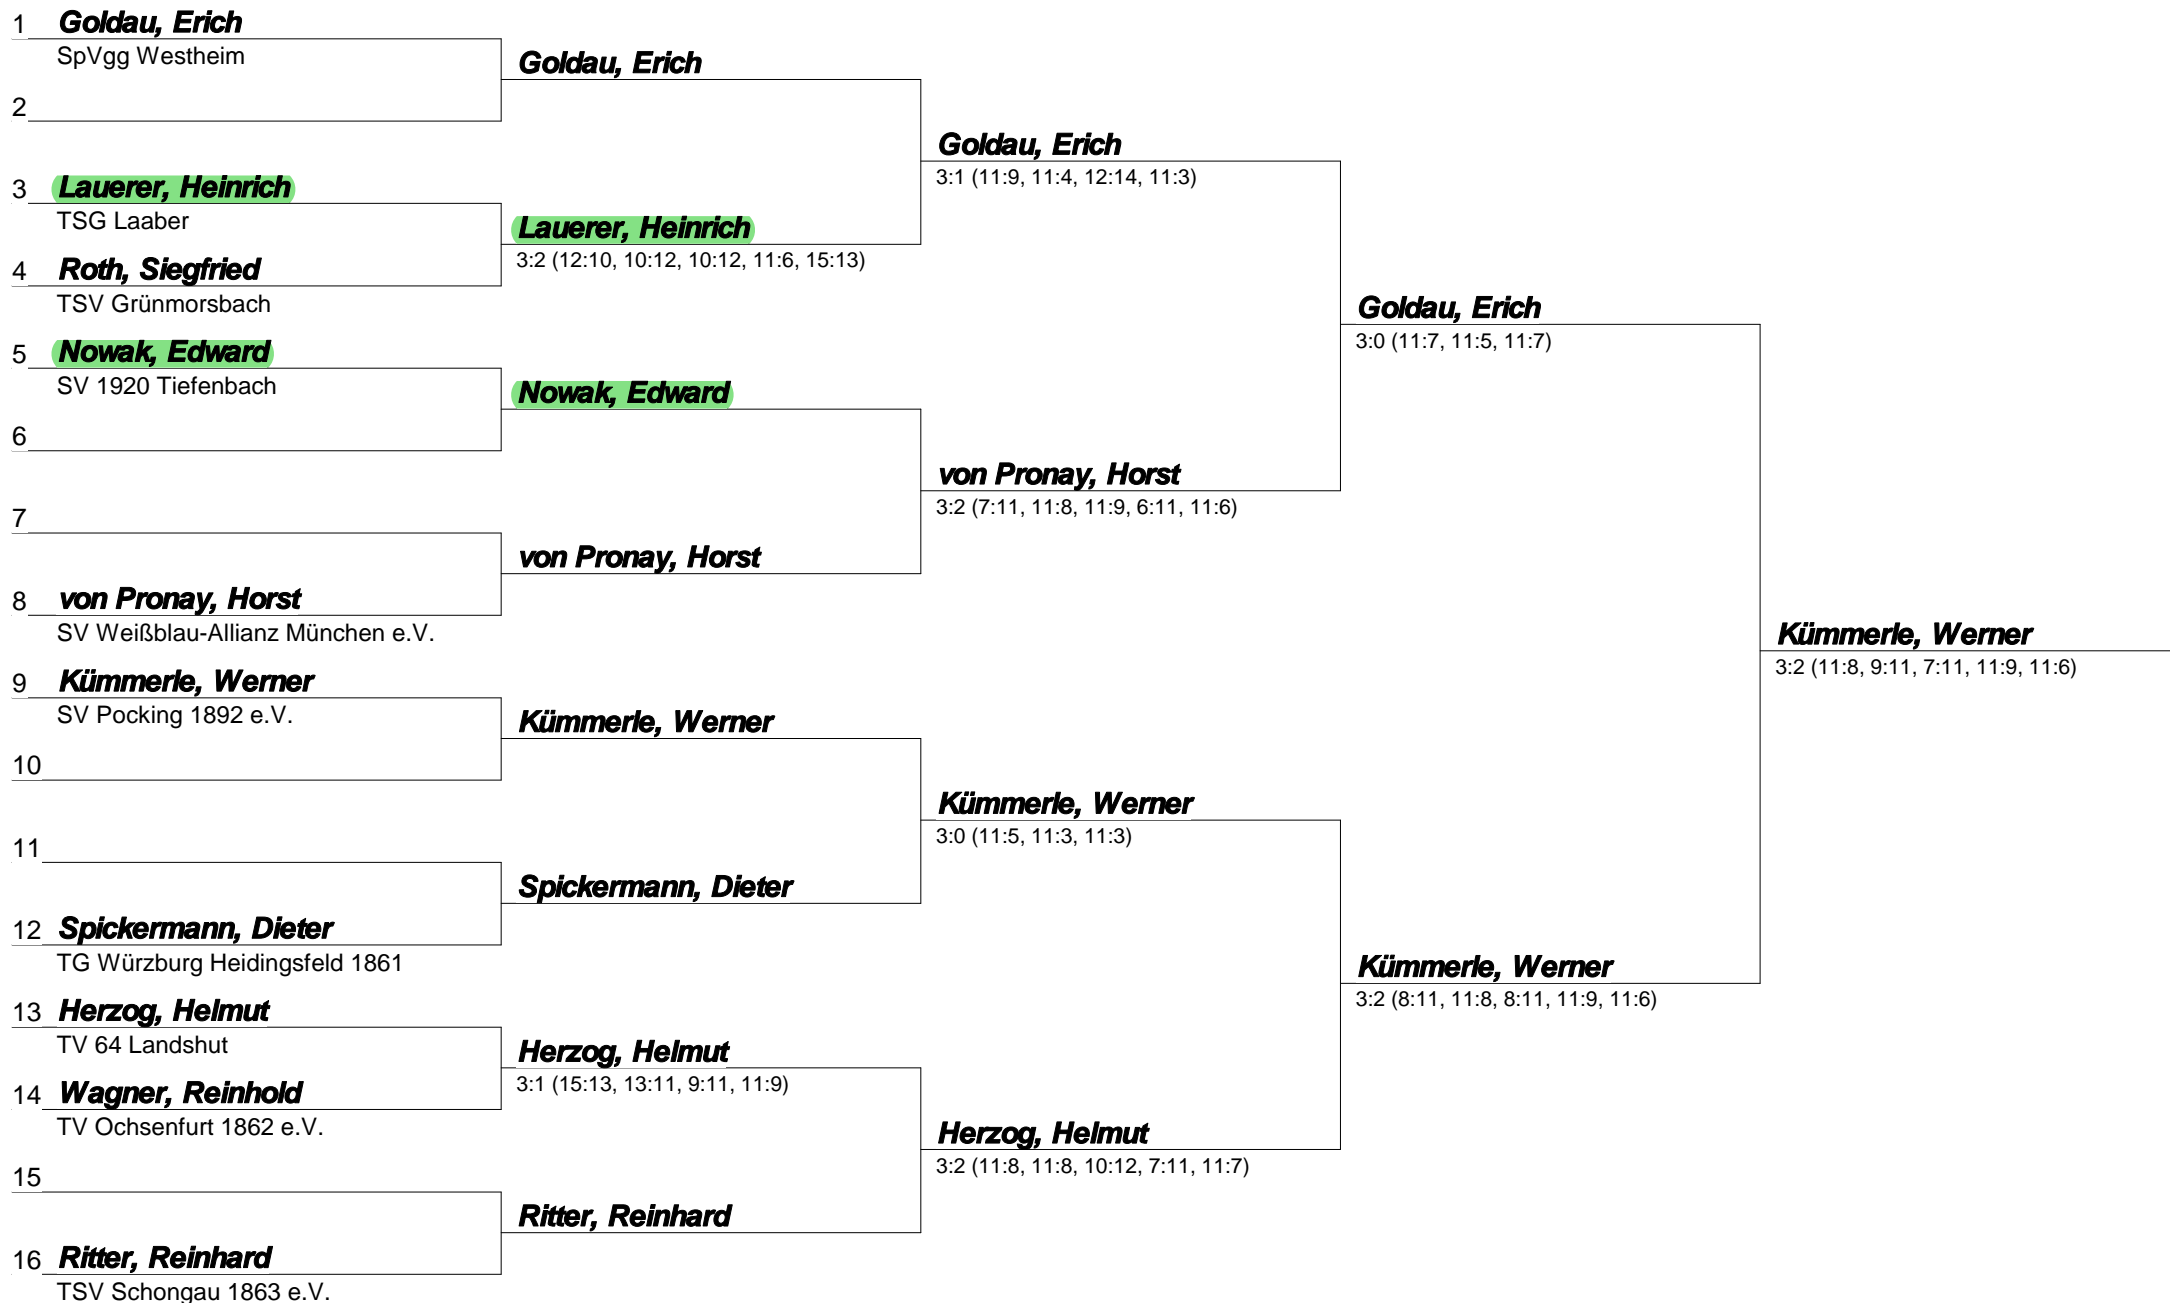 1 Goldau, Erich
SpVgg Westheim
Goldau, Erich
2
Goldau, Erich
3:1 (11:9, 11:4, 12:14, 11:3)
3 Lauerer, Heinrich
TSG Laaber
Lauerer, Heinrich
3:2 (12:10, 10:12, 10:12, 11:6, 15:13)
4 Roth, Siegfried
TSV Grünmorsbach
Goldau, Erich
3:0 (11:7, 11:5, 11:7)
5 Nowak, Edward
SV 1920 Tiefenbach
Nowak, Edward
6
von Pronay, Horst
3:2 (7:11, 11:8, 11:9, 6:11, 11:6)
7
von Pronay, Horst
8 von Pronay, Horst
SV Weißblau-Allianz München e.V.
Kümmerle, Werner
3:2 (11:8, 9:11, 7:11, 11:9, 11:6)
9 Kümmerle, Werner
SV Pocking 1892 e.V.
Kümmerle, Werner
10
Kümmerle, Werner
3:0 (11:5, 11:3, 11:3)
11
Spickermann, Dieter
12 Spickermann, Dieter
TG Würzburg Heidingsfeld 1861
Kümmerle, Werner
3:2 (8:11, 11:8, 8:11, 11:9, 11:6)
13 Herzog, Helmut
TV 64 Landshut
Herzog, Helmut
3:1 (15:13, 13:11, 9:11, 11:9)
14 Wagner, Reinhold
TV Ochsenfurt 1862 e.V.
Herzog, Helmut
3:2 (11:8, 11:8, 10:12, 7:11, 11:7)
15
Ritter, Reinhard
16 Ritter, Reinhard
TSV Schongau 1863 e.V.